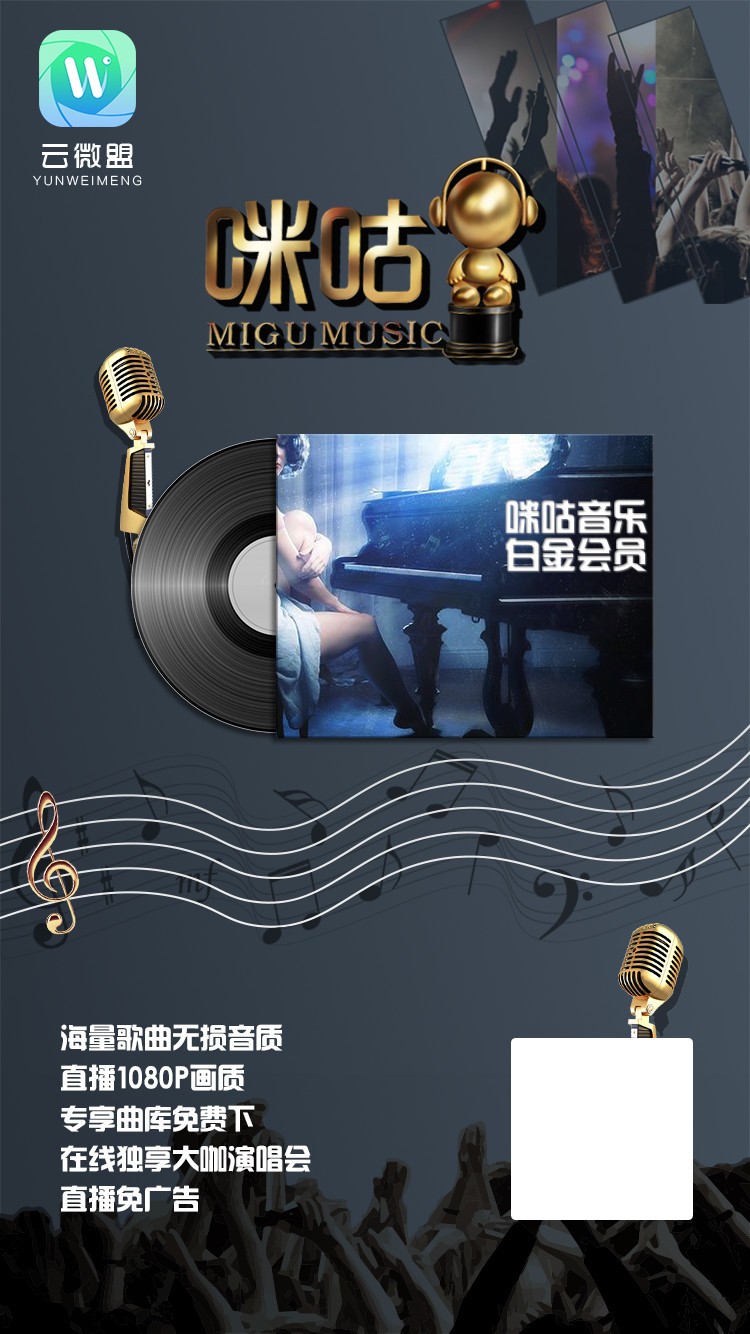 W
云微盟
YUNWEIMENG
咪咕
MIGU MUSIC
咪咕音乐
白金会员
mf
海量歌曲无损音质
直播1080P画质
专享曲库免费下
在线独享大咖演唱会
直播免广告